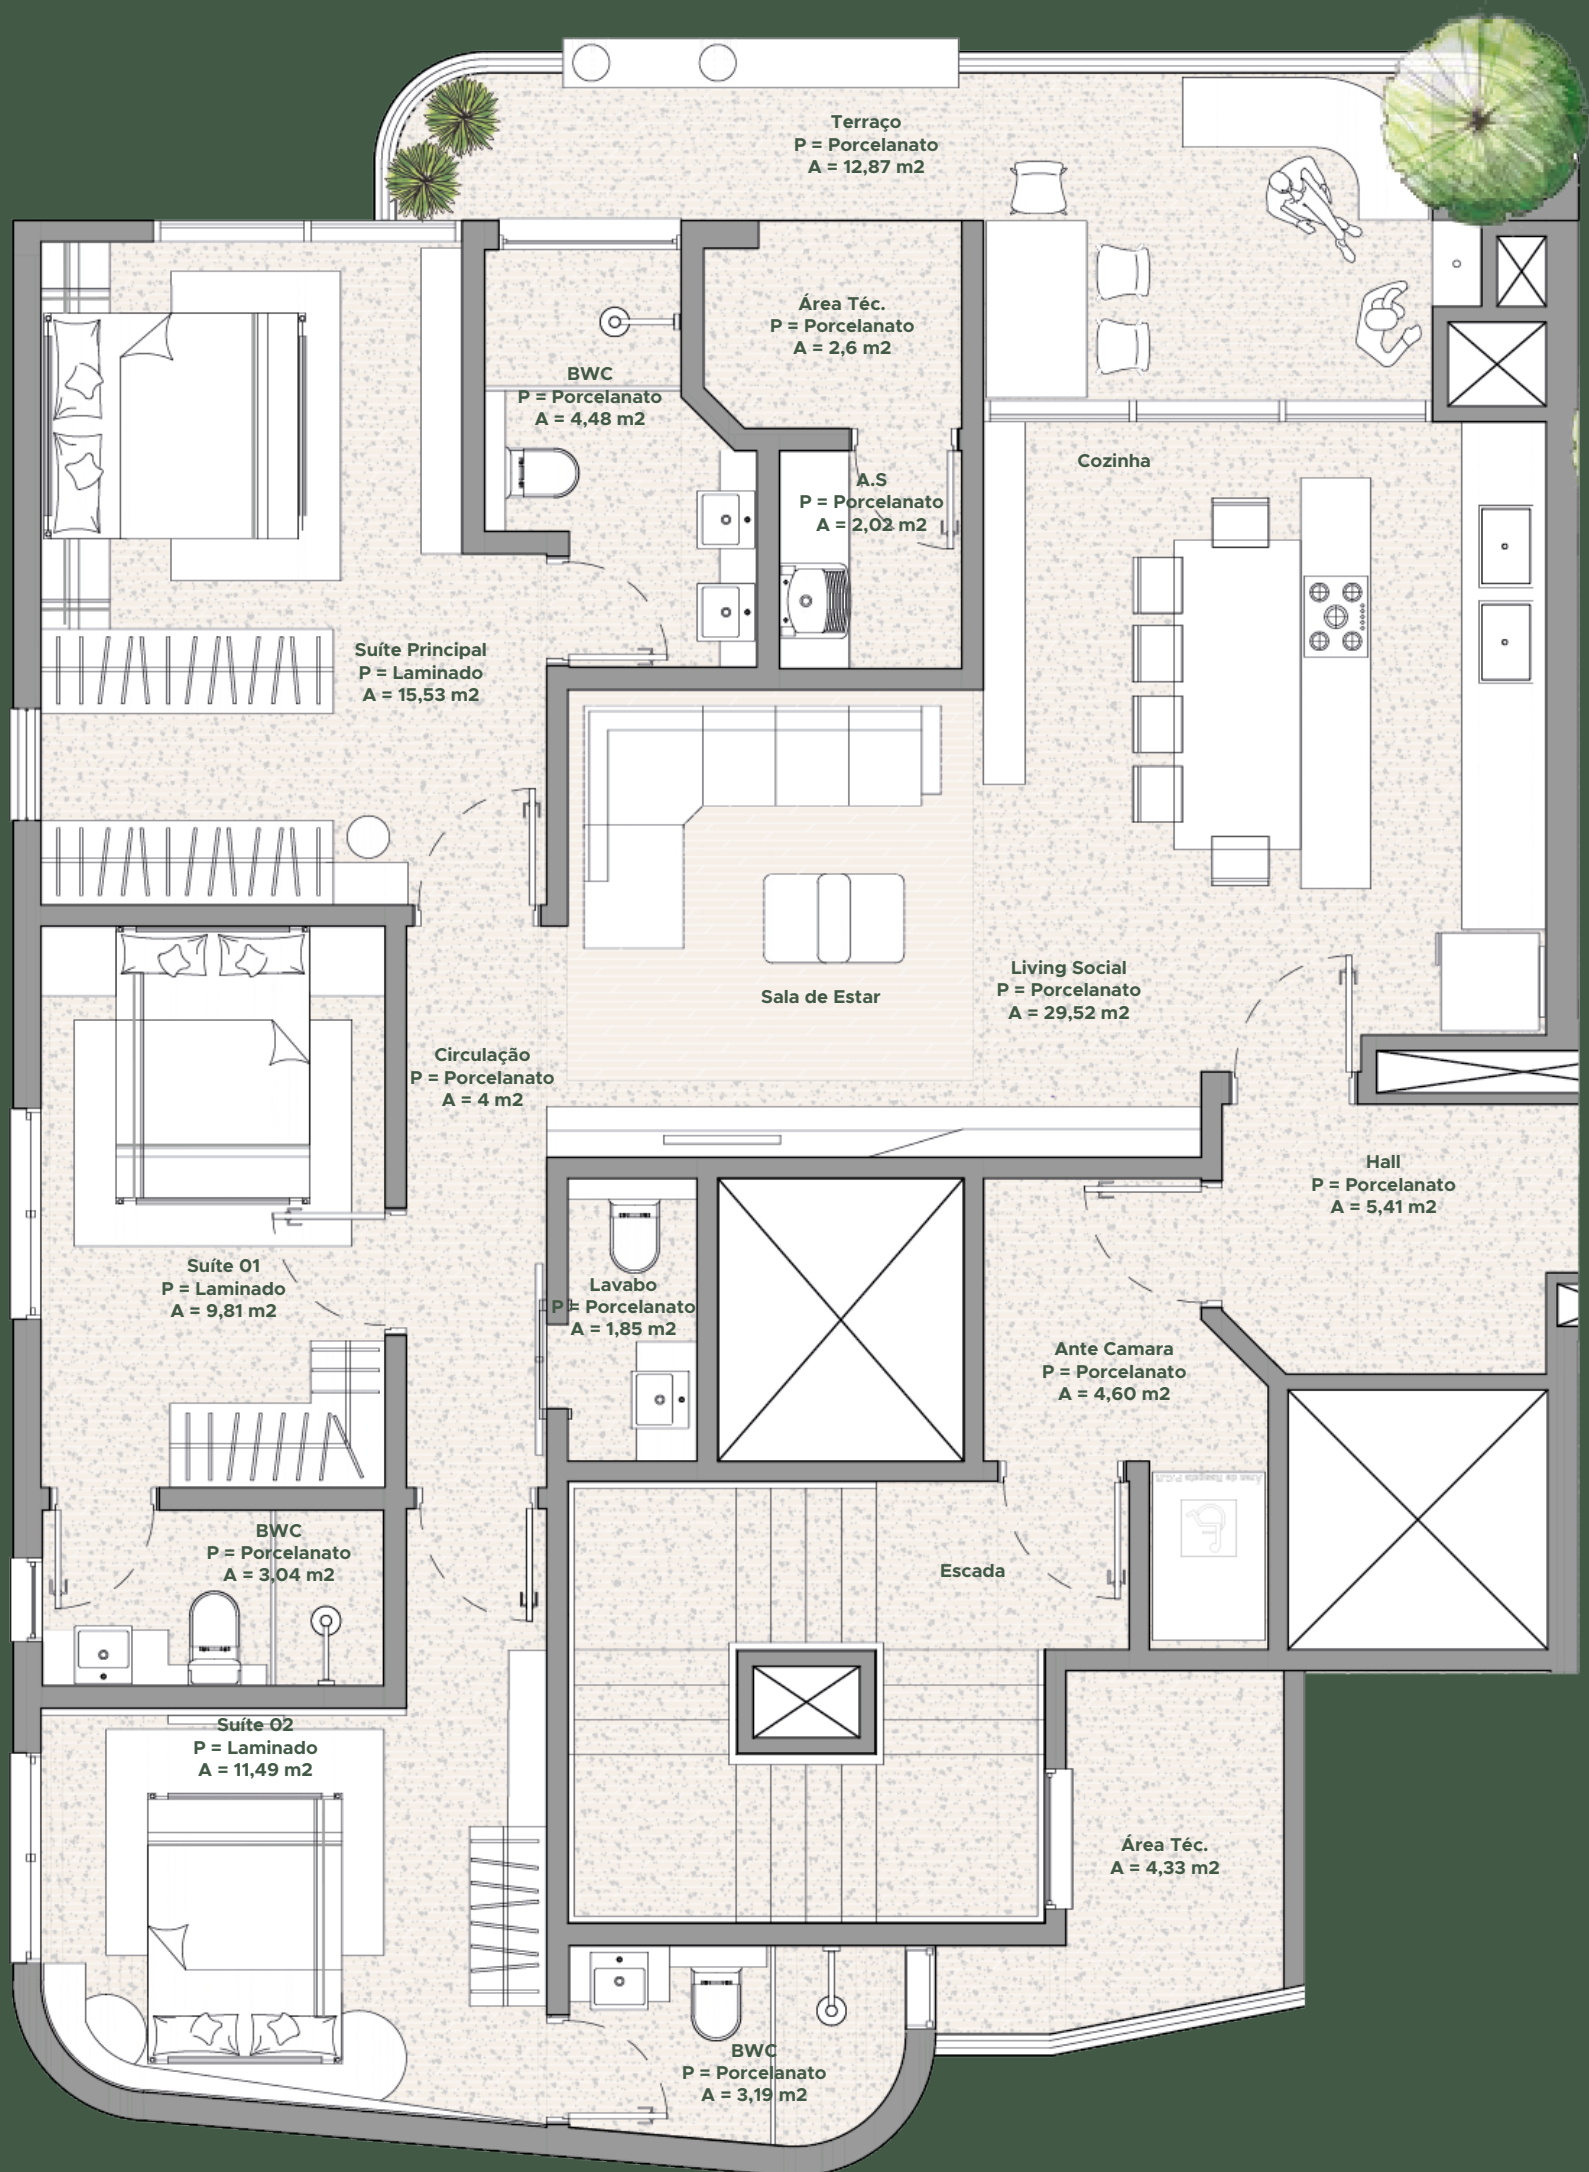 Terraço
P = Porcelanato
A = 12,87 m2
Área Téc.
P = Porcelanato
A = 2,6 m2
BWC
P = Porcelanato
A = 4,48 m2
Cozinha
A.S
P = Porcelanato
A = 2,02 m2
Suíte Principal
P = Laminado
A = 15,53 m2
Living Social
P = Porcelanato
A = 29,52 m2
Sala de Estar
Circulação
P = Porcelanato
A = 4 m2
Hall
P = Porcelanato
A = 5,41 m2
Suíte 01
P = Laminado
A = 9,81 m2
Lavabo
P = Porcelanato
A = 1,85 m2
Ante Camara
P = Porcelanato
A = 4,60 m2
Área de Resgate P.C.R
BWC
P = Porcelanato
A = 3,04 m2
Escada
Suíte 02
P = Laminado
A = 11,49 m2
Área Téc.
A = 4,33 m2
BWC
P = Porcelanato
A = 3,19 m2